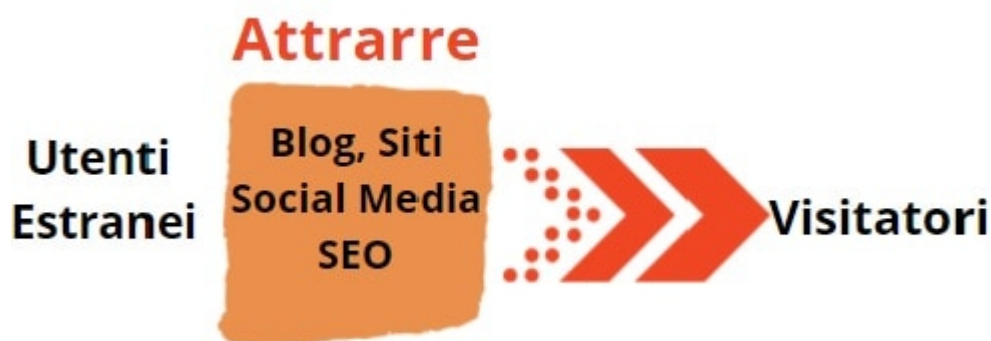 Attrarre
Utenti
Estranei
Blog, Siti
Social Media
SEO
Visitatori